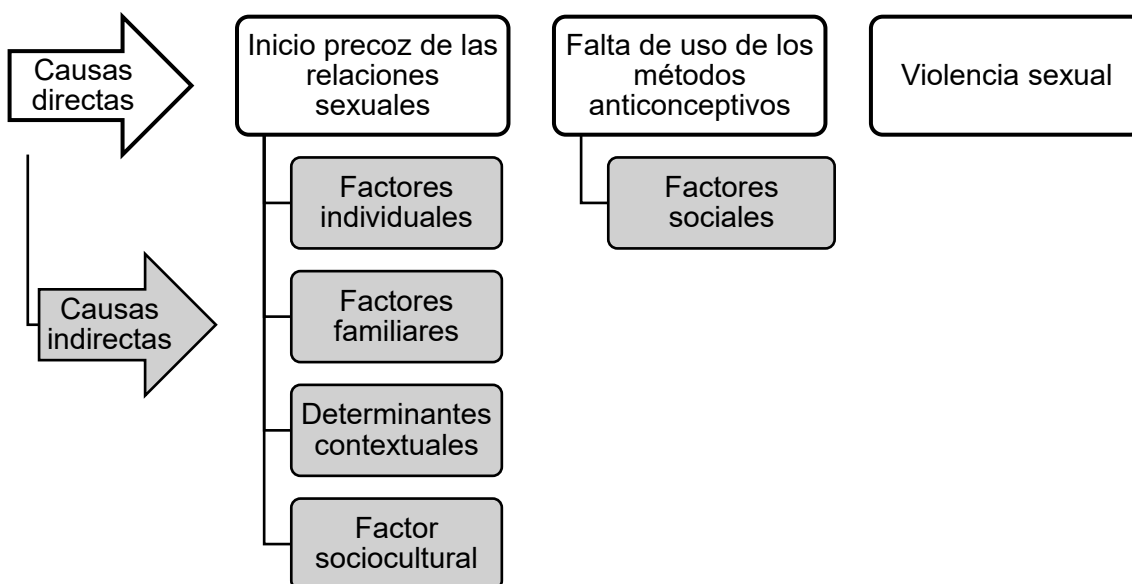 Causas
directas
Inicio precoz de las
relaciones
sexuales
Falta de uso de los
métodos
anticonceptivos
Violencia sexual
Factores
individuales
Factores
sociales
Causas
indirectas
Factores
familiares
Determinantes
contextuales
Factor
sociocultural